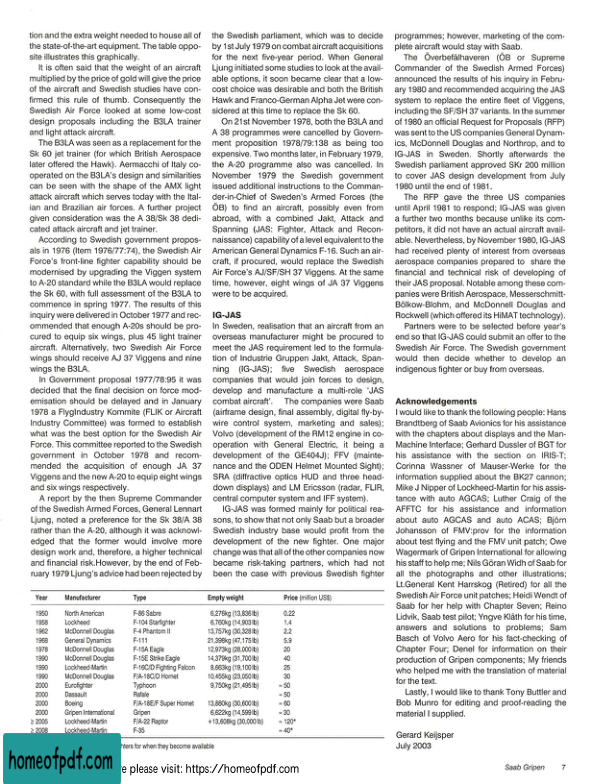 tion and the extra weight needed to house all of
the state-of-the-art equipment. The table oppo-
site illustrates this graphically.
It is often said that the weight of an aircraft
multiplied by the price of gold will give the price
of the aircraft and Swedish studies have con-
firmed this rule of thumb. Consequently the
Swedish Air Force looked at some low-cost
design proposals including the B3LA trainer
and light attack aircraft.
The B3LA was seen as a replacement for the
Sk 60 jet trainer (for which British Aerospace
later offered the Hawk). Aermacchi of Italy co-
operated on the B3LA's design and similarities
can be seen with the shape of the AMX light
attack aircraft which serves today with the Ital-
ian and Brazilian air forces. A further project
given consideration was the A 38/Sk 38 dedi-
cated attack aircraft and jet trainer.
According to Swedish government propos-
als in 1976 (Item 1976/77:74), the Swedish Air
Force's front-line fighter capability should be
modernised by upgrading the Viggen system
to A-20 standard while the B3LA would replace
the Sk 60, with full assessment of the B3LA to
commence in spring 1977. The results of this
inquiry were delivered in October 1977 and rec-
ommended that enough A-20s should be pro-
cured to equip six wings, plus 45 light trainer
aircraft. Alternatively, two Swedish Air Force
wings should receive AJ 37 Viggens and nine
wings the B3LA.
In Government proposal 1977/78:95 it was
decided that the final decision on force mod-
ernisation should be delayed and in January
1978 a FlygIndustry Kommite (FLIK or Aircraft
Industry Committee) was formed to establish
what was the best option for the Swedish Air
Force. This committee reported to the Swedish
government in October 1978 and recom-
mended the acquisition of enough JA 37
Viggens and the new A-20 to equip eight wings
and six wings respectively.
A report by the then Supreme Commander
of the Swedish Armed Forces, General Lennart
Ljung, noted a preference for the Sk 38/A 38
rather than the A-20, although it was acknowl-
edged that the former would involve more
design work and, therefore, a higher technical
and financial risk. However, by the end of Feb-
ruary 1979 Ljung's advice had been rejected by
the Swedish parliament, which was to decide
by 1st July 1979 on combat aircraft acquisitions
for the next five-year period. When General
Ljung initiated some studies to look at the avail-
able options, it soon became clear that a low-
cost choice was desirable and both the British
Hawk and Franco-German Alpha Jet were con-
sidered at this time to replace the Sk 60.
On 21st November 1978, both the B3LA and
A 38 programmes were cancelled by Govern-
ment proposition 1978/79:138 as being too
expensive. Two months later, in February 1979,
the A-20 programme also was cancelled. In
November 1979 the Swedish government
issued additional instructions to the Comman-
der-in-Chief of Sweden's Armed Forces (the
ÖB) to find an aircraft, possibly even from
abroad, with a combined Jakt, Attack and
Spanning (JAS: Fighter, Attack and Recon-
naissance) capability of a level equivalent to the
American General Dynamics F-16. Such an air-
craft, if procured, would replace the Swedish
Air Force's AJ/SF/SH 37 Viggens. At the same
time, however, eight wings of JA 37 Viggens
were to be acquired.
IG-JAS
In Sweden, realisation that an aircraft from an
overseas manufacturer might be procured to
meet the JAS requirement led to the formula-
tion of Industrie Gruppen Jakt, Attack, Span-
ning (IG-JAS); five Swedish aerospace
companies that would join forces to design,
develop and manufacture a multi-role 'JAS
combat aircraft'. The companies were Saab
(airframe design, final assembly, digital fly-by-
wire control system, marketing and sales);
Volvo (development of the RM12 engine in co-
operation with General Electric, it being a
development of the GE404J); FFV (mainte-
nance and the ODEN Helmet Mounted Sight);
SRA (diffractive optics HUD and three head-
down displays) and LM Ericsson (radar, FLIR,
central computer system and IFF system).
IG-JAS was formed mainly for political rea-
sons, to show that not only Saab but a broader
Swedish industry base would profit from the
development of the new fighter. One major
change was that all of the other companies now
became risk-taking partners, which had not
been the case with previous Swedish fighter
programmes; however, marketing of the com-
plete aircraft would stay with Saab.
The Överbefälhaveren (ÖB or Supreme
Commander of the Swedish Armed Forces)
announced the results of his inquiry in Febru-
ary 1980 and recommended acquiring the JAS
system to replace the entire fleet of Viggens,
including the SF/SH 37 variants. In the summer
of 1980 an official Request for Proposals (RFP)
was sent to the US companies General Dynam-
ics, McDonnell Douglas and Northrop, and to
IG-JAS in Sweden. Shortly afterwards the
Swedish parliament approved SKr 200 million
to cover JAS design development from July
1980 until the end of 1981.
The RFP gave the three US companies
until April 1981 to respond; IG-JAS was given
a further two months because unlike its com-
petitors, it did not have an actual aircraft avail-
able. Nevertheless, by November 1980, IG-JAS
had received plenty of interest from overseas
aerospace companies prepared to share the
financial and technical risk of developing of
their JAS proposal. Notable among these com-
panies were British Aerospace, Messerschmitt-
Bölkow-Blohm, and McDonnell Douglas and
Rockwell (which offered its HiMAT technology).
Partners were to be selected before year's
end so that IG-JAS could submit an offer to the
Swedish Air Force. The Swedish government
would then decide whether to develop an
indigenous fighter or buy from overseas.
Acknowledgements
I would like to thank the following people: Hans
Brandtberg of Saab Avionics for his assistance
with the chapters about displays and the Man-
Machine Interface; Gerhard Dussler of BGT for
his assistance with the section on IRIS-T;
Corinna Wassner of Mauser-Werke for the
information supplied about the BK27 cannon;
Mike J Nipper of Lockheed-Martin for his assis-
tance with auto AGCAS; Luther Craig of the
AFFTC for his assistance and information
about auto AGCAS and auto ACAS; Björn
Johansson of FMV:prov for the information
about test flying and the FMV unit patch; Owe
Wagermark of Gripen International for allowing
his staff to help me; Nils Göran Widh of Saab for
all the photographs and other illustrations;
Lt.General Kent Harrskog (Retired) for all the
Swedish Air Force unit patches; Heidi Wendt of
Saab for her help with Chapter Seven; Reino
Lidvik, Saab test pilot; Yngve Kläth for his time,
answers and solutions to problems; Sam
Basch of Volvo Aero for his fact-checking of
Chapter Four; Denel for information on their
production of Gripen components; My friends
who helped me with the translation of material
for the text.
Lastly, I would like to thank Tony Buttler and
Bob Munro for editing and proof-reading the
material I supplied.
Gerard Keijsper
July 2003
Year Manufacturer Type Empty weight Price (million US$)
1950 North American F-86 Sabre 6,276kg (13,836 lb) 0.22
1958 Lockheed F-104 Starfighter 6,760kg (14,903 lb) 1.4
1962 McDonnell Douglas F-4 Phantom II 13,757kg (30,328 lb) 2.2
1968 General Dynamics F-111 21,398kg (47,175 lb) 5.9
1978 McDonnell Douglas F-15A Eagle 12,973kg (28,000 lb) 20
1990 McDonnell Douglas F-15E Strike Eagle 14,379kg (31,700 lb) 40
1990 Lockheed-Martin F-16C/D Fighting Falcon 8,663kg (19,100 lb) 25
1990 McDonnell Douglas F/A-18C/D Hornet 10,455kg (23,050 lb) 30
2000 Eurofighter Typhoon 9,750kg (21,495 lb) ≈ 50
2000 Dassault Rafale ≈ 50
2000 Boeing F/A-18E/F Super Hornet 13,880kg (30,600 lb) ≈ 60
2000 Gripen International Gripen 6,622kg (14,599 lb) ≈ 30
≥ 2005 Lockheed-Martin F/A-22 Raptor +13,608kg (30,000 lb) ≈ 120*
≥ 2008 Lockheed-Martin F-35 ≈ 40*
hters for when they become available
homeofpdf.com
e please visit: https://homeofpdf.com
Saab Gripen 7